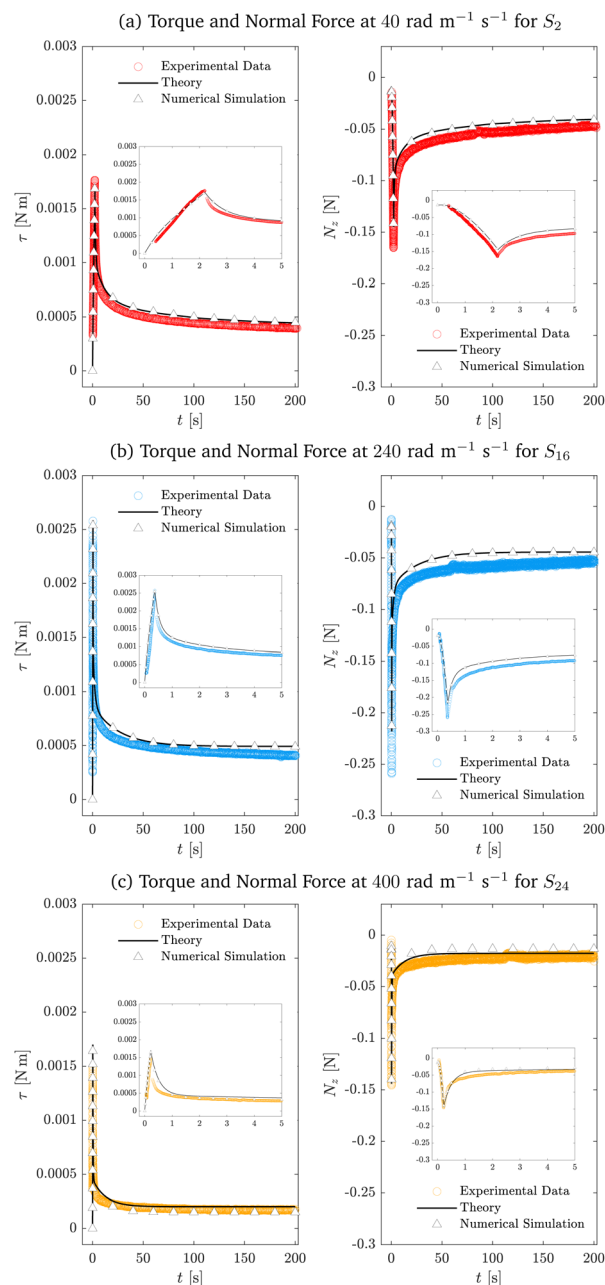 (a) Torque and Normal Force at 40 rad m⁻¹ s⁻¹ for S₂
0.003
0.0025
0.002
0.0015
0.001
0.0005
0
τ [N m]
Experimental Data
Theory
Numerical Simulation
0.003
0.0025
0.002
0.0015
0.001
0.0005
0
0 1 2 3 4 5
0 50 100 150 200
t [s]
0
-0.05
-0.1
-0.15
-0.2
-0.25
-0.3
N_z [N]
0
-0.05
-0.1
-0.15
-0.2
-0.25
-0.3
0 1 2 3 4 5
Experimental Data
Theory
Numerical Simulation
0 50 100 150 200
t [s]
(b) Torque and Normal Force at 240 rad m⁻¹ s⁻¹ for S₁₆
0.003
0.0025
0.002
0.0015
0.001
0.0005
0
τ [N m]
Experimental Data
Theory
Numerical Simulation
0.003
0.0025
0.002
0.0015
0.001
0.0005
0
0 1 2 3 4 5
0 50 100 150 200
t [s]
0
-0.05
-0.1
-0.15
-0.2
-0.25
-0.3
N_z [N]
0
-0.05
-0.1
-0.15
-0.2
-0.25
-0.3
0 1 2 3 4 5
Experimental Data
Theory
Numerical Simulation
0 50 100 150 200
t [s]
(c) Torque and Normal Force at 400 rad m⁻¹ s⁻¹ for S₂₄
0.003
0.0025
0.002
0.0015
0.001
0.0005
0
τ [N m]
Experimental Data
Theory
Numerical Simulation
0.003
0.0025
0.002
0.0015
0.001
0.0005
0
0 1 2 3 4 5
0 50 100 150 200
t [s]
0
-0.05
-0.1
-0.15
-0.2
-0.25
-0.3
N_z [N]
0
-0.05
-0.1
-0.15
-0.2
-0.25
-0.3
0 1 2 3 4 5
Experimental Data
Theory
Numerical Simulation
0 50 100 150 200
t [s]